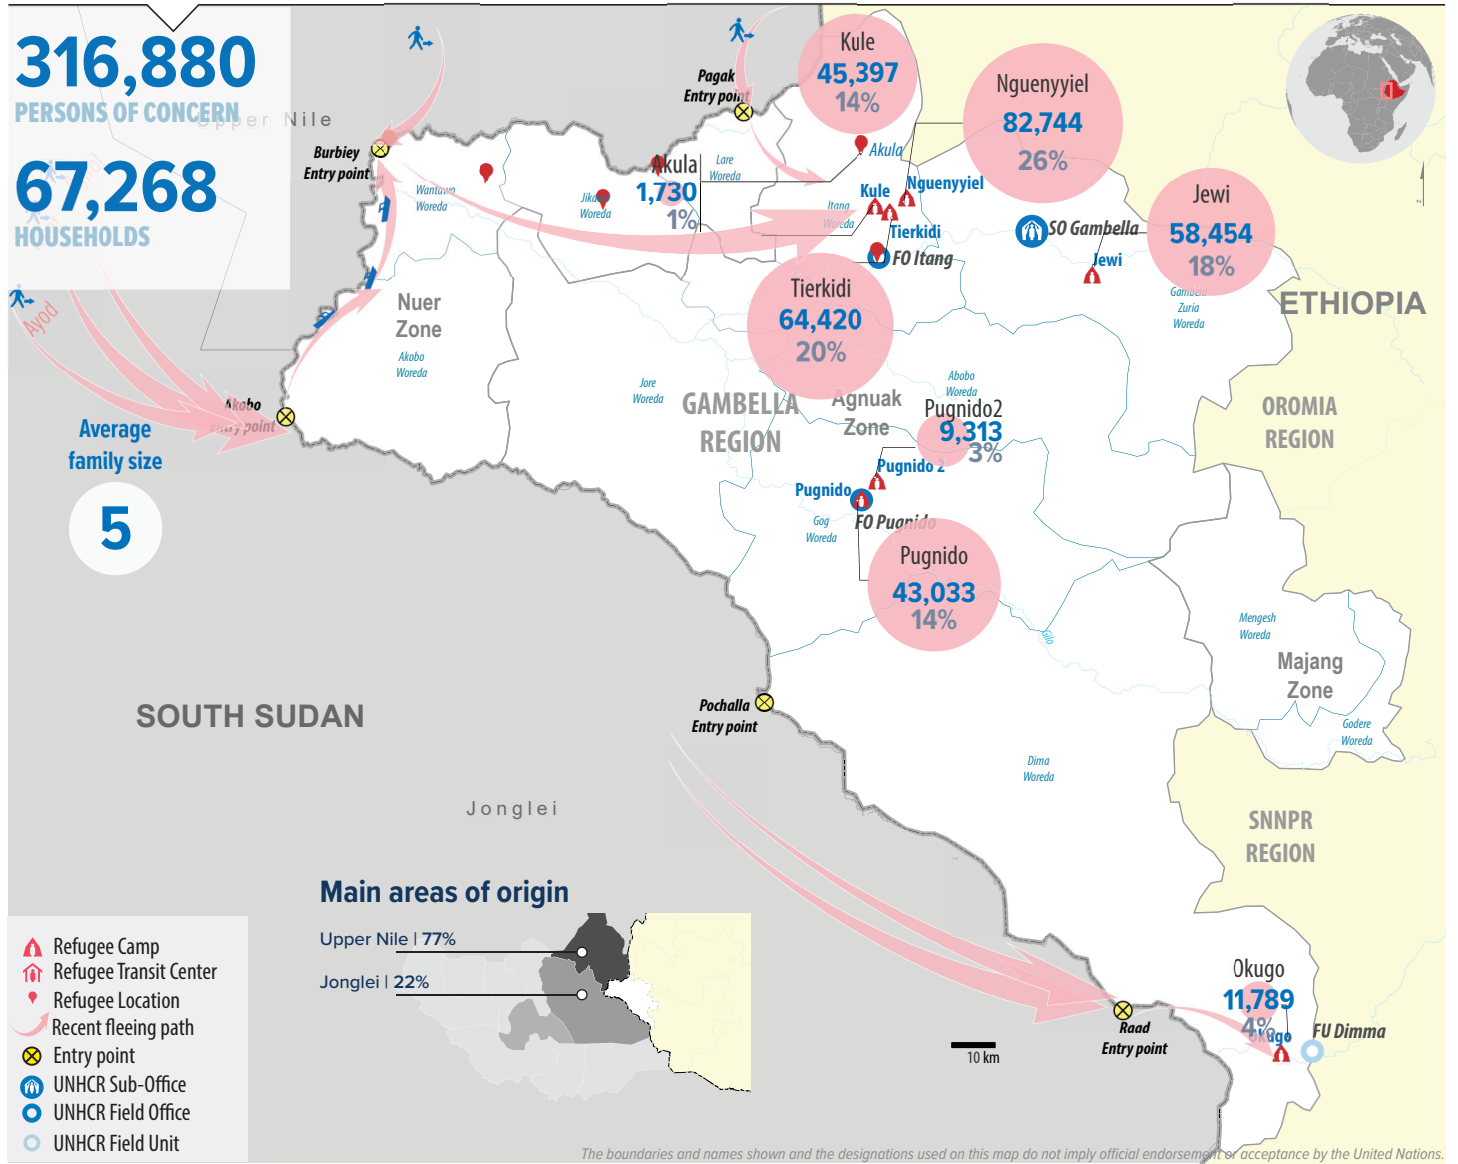 316,880
PERSONS OF CONCERN
67,268
HOUSEHOLDS
Upper Nile
Burbiey
Entry point
Pagak
Entry point
Kule
45,397
14%
Nguenyyiel
82,744
26%
Jewi
58,454
18%
Akula
1,730
1%
Lare
Woreda
Akula
Wantawo
Woreda
Jikawo
Woreda
Itang
Woreda
Kule
Nguenyyiel
Tierkidi
FO Itang
SO Gambella
Jewi
Gambela
Zuria
Woreda
ETHIOPIA
Tierkidi
64,420
20%
Nuer
Zone
Akobo
Woreda
Ayod
Akobo
entry point
Average
family size
5
Jore
Woreda
GAMBELLA
REGION
Agnuak
Zone
Abobo
Woreda
Pugnido2
9,313
3%
Pugnido 2
Pugnido
FO Pugnido
Gog
Woreda
Pugnido
43,033
14%
OROMIA
REGION
Gilo
Mengesh
Woreda
Majang
Zone
Godere
Woreda
SOUTH SUDAN
Pochalla
Entry point
Dima
Woreda
Jonglei
SNNPR
REGION
Main areas of origin
Upper Nile | 77%
Jonglei | 22%
Okugo
11,789
4%
Okugo
FU Dimma
Raad
Entry point
10 km
Refugee Camp
Refugee Transit Center
Refugee Location
Recent fleeing path
Entry point
UNHCR Sub-Office
UNHCR Field Office
UNHCR Field Unit
The boundaries and names shown and the designations used on this map do not imply official endorsement or acceptance by the United Nations.